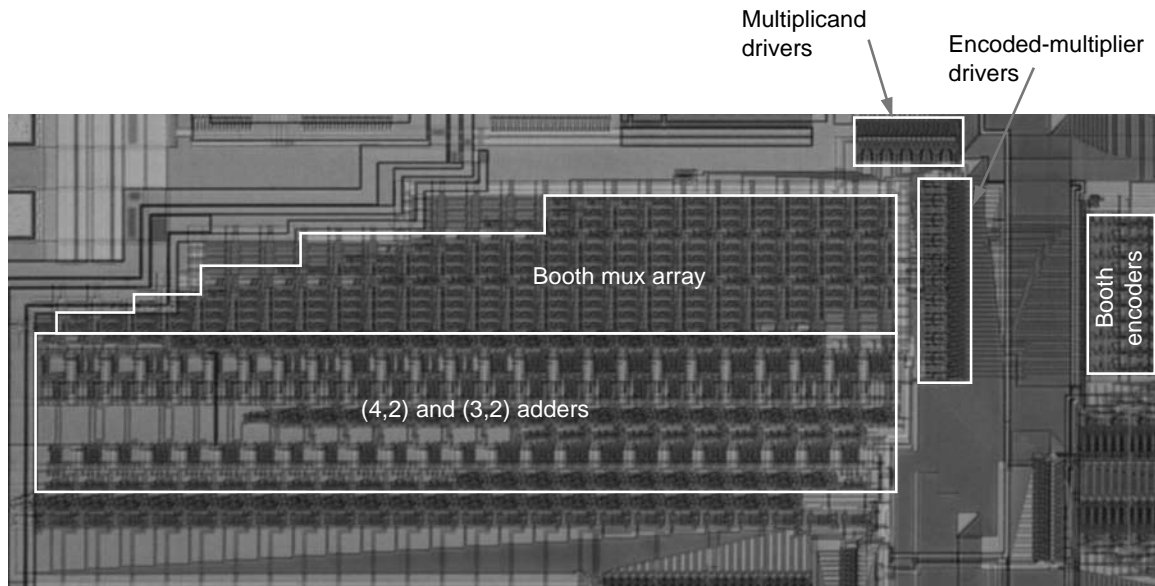 Multiplicand
drivers
Encoded-multiplier
drivers
Booth mux array
Booth
encoders
(4,2) and (3,2) adders